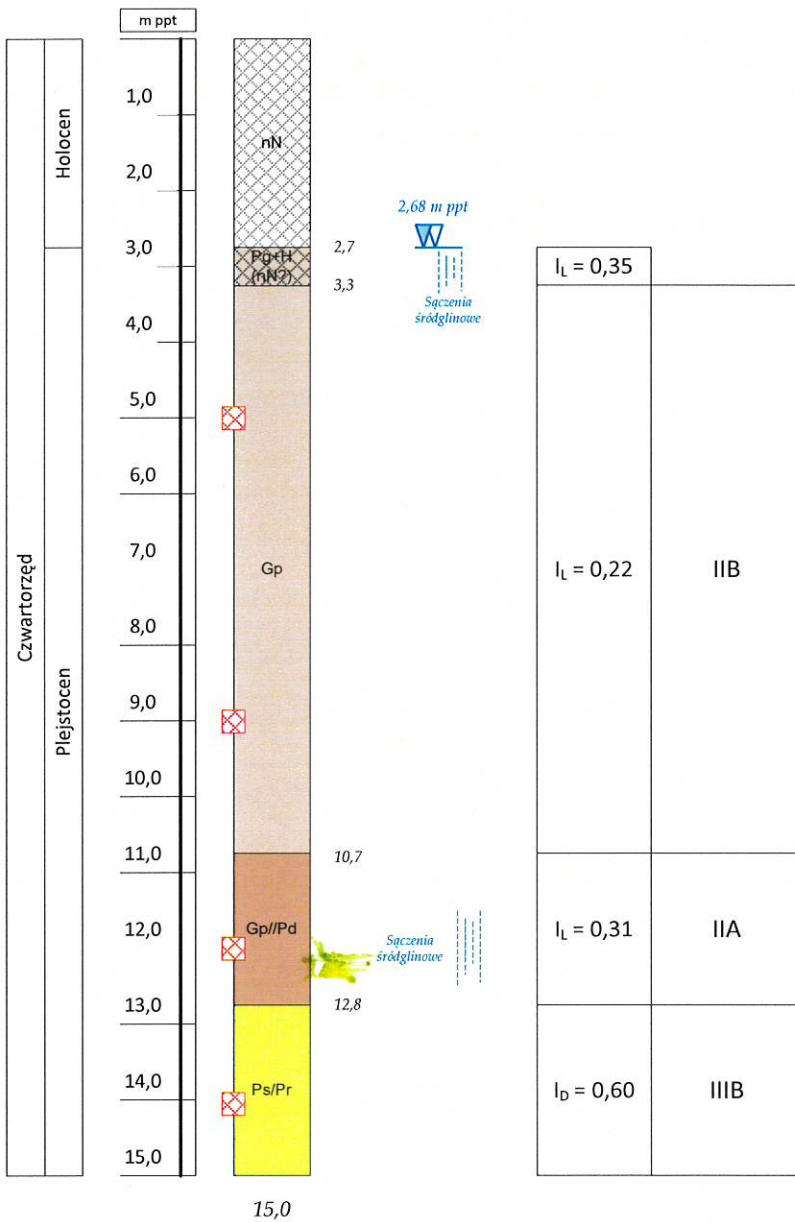 m ppt
Czwartorzęd
Holocen
Plejstocen
1,0
2,0
3,0
4,0
5,0
6,0
7,0
8,0
9,0
10,0
11,0
12,0
13,0
14,0
15,0
nN
Pg+H
(nN?)
Gp
Gp//Pd
Ps/Pr
15,0
2,7
3,3
10,7
12,8
2,68 m ppt
Sączenia
śródglinowe
Sączenia
śródglinowe
IL = 0,35
IL = 0,22
IIB
IL = 0,31
IIA
ID = 0,60
IIIB